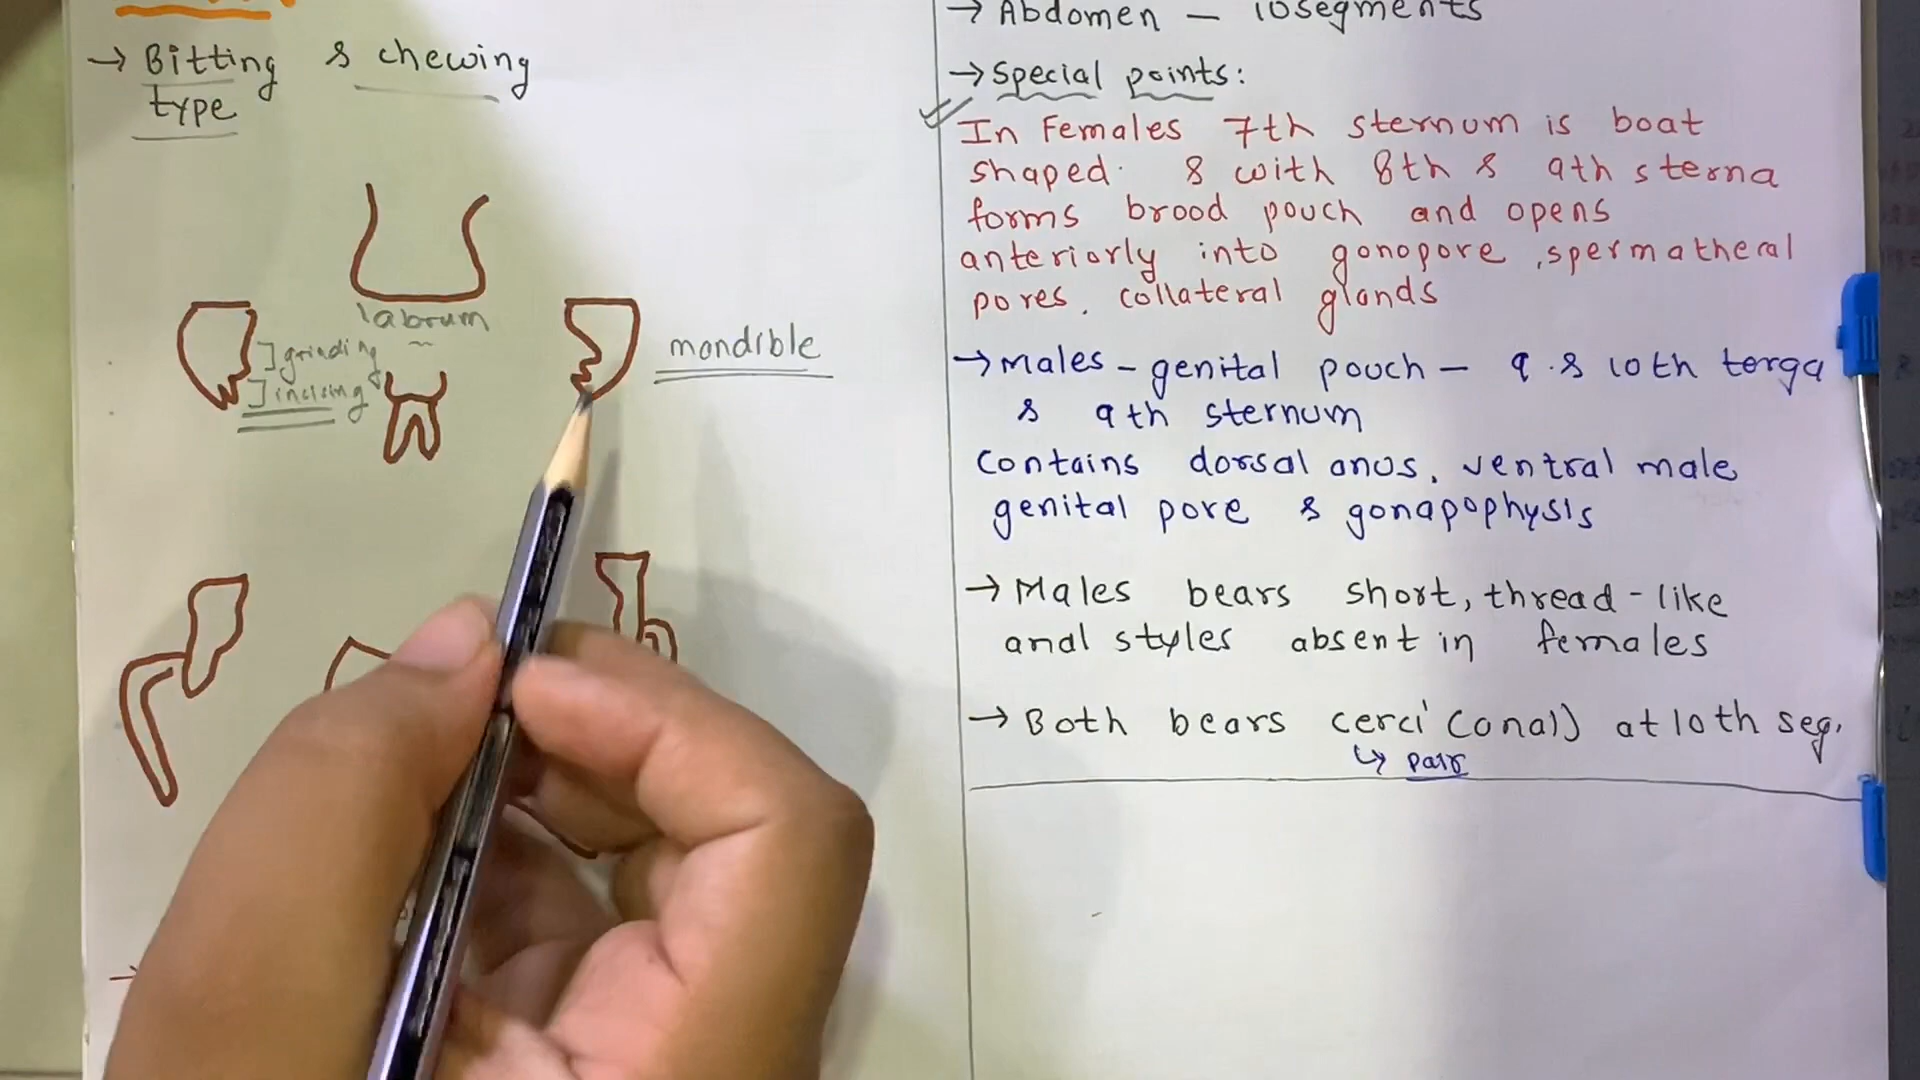 → Bitting & chewing
type
labrum
]grinding
]incising
mandible
→ Abdomen – 10segments
→ Special points:
In Females 7th sternum is boat
shaped. & with 8th & 9th sterna
forms brood pouch and opens
anteriorly into gonopore, spermathecal
pores. collateral glands
→ Males - genital pouch – 9.& 10th terga
& 9th sternum
Contains dorsal anus, ventral male
genital pore & gonapophysis
→ Males bears short, thread-like
anal styles absent in females
→ Both bears cerci (anal) at 10th seg.
↳ pair